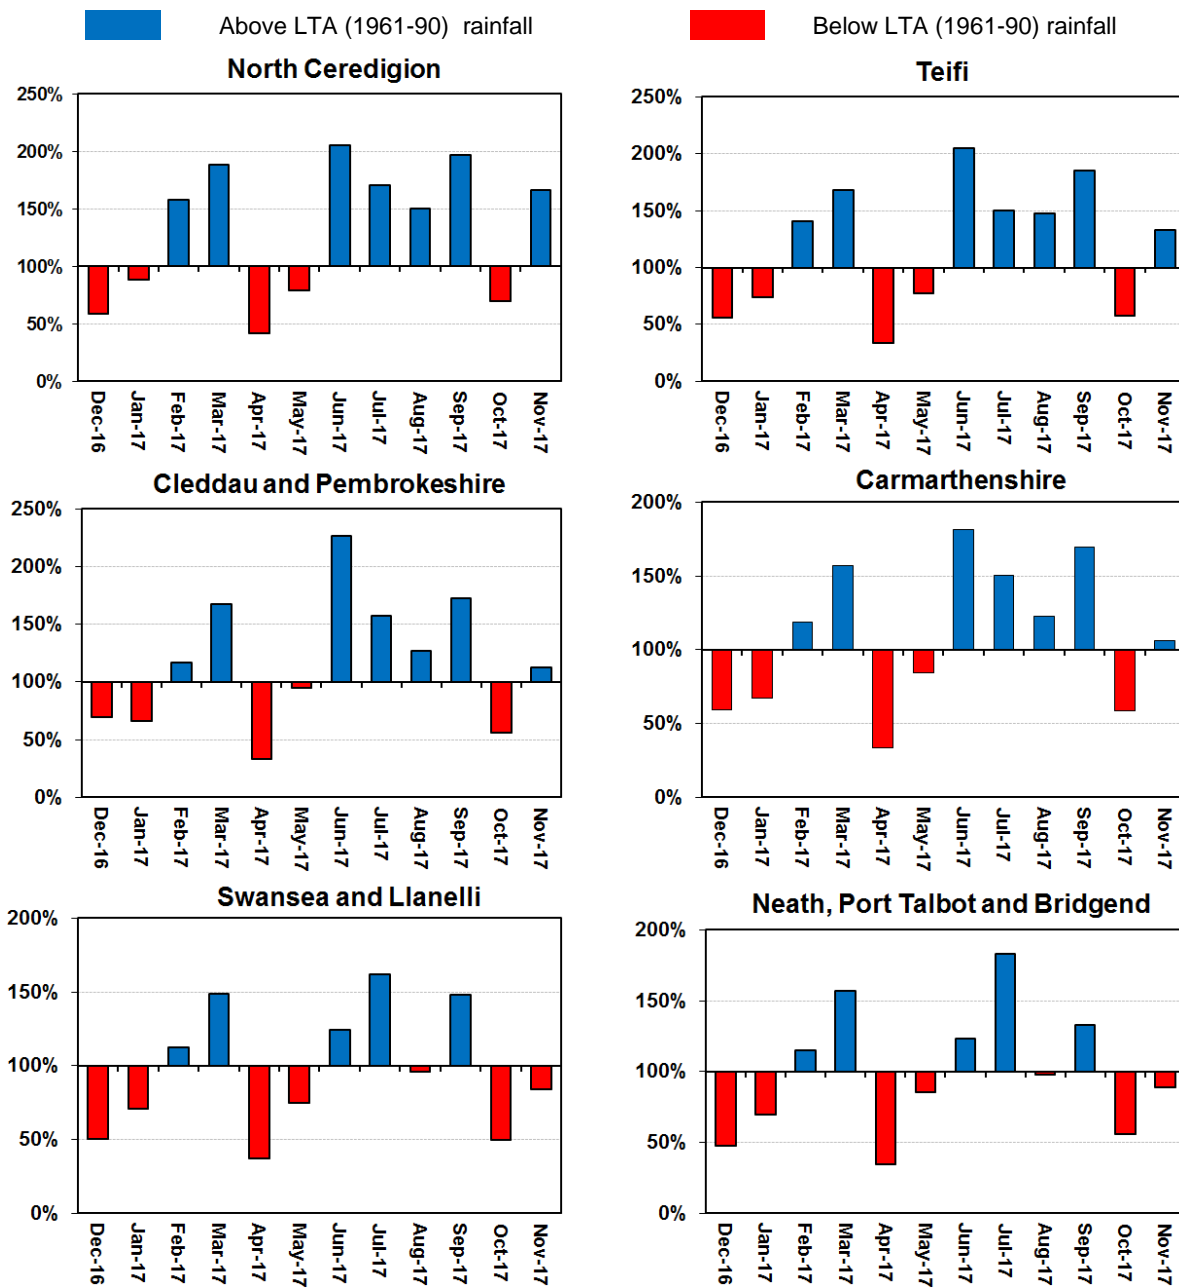 Above LTA (1961-90)  rainfall
Below LTA (1961-90) rainfall
North Ceredigion
250%
200%
150%
100%
50%
0%
Dec-16
Jan-17
Feb-17
Mar-17
Apr-17
May-17
Jun-17
Jul-17
Aug-17
Sep-17
Oct-17
Nov-17
Teifi
250%
200%
150%
100%
50%
0%
Dec-16
Jan-17
Feb-17
Mar-17
Apr-17
May-17
Jun-17
Jul-17
Aug-17
Sep-17
Oct-17
Nov-17
Cleddau and Pembrokeshire
250%
200%
150%
100%
50%
0%
Dec-16
Jan-17
Feb-17
Mar-17
Apr-17
May-17
Jun-17
Jul-17
Aug-17
Sep-17
Oct-17
Nov-17
Carmarthenshire
200%
150%
100%
50%
0%
Dec-16
Jan-17
Feb-17
Mar-17
Apr-17
May-17
Jun-17
Jul-17
Aug-17
Sep-17
Oct-17
Nov-17
Swansea and Llanelli
200%
150%
100%
50%
0%
Dec-16
Jan-17
Feb-17
Mar-17
Apr-17
May-17
Jun-17
Jul-17
Aug-17
Sep-17
Oct-17
Nov-17
Neath, Port Talbot and Bridgend
200%
150%
100%
50%
0%
Dec-16
Jan-17
Feb-17
Mar-17
Apr-17
May-17
Jun-17
Jul-17
Aug-17
Sep-17
Oct-17
Nov-17